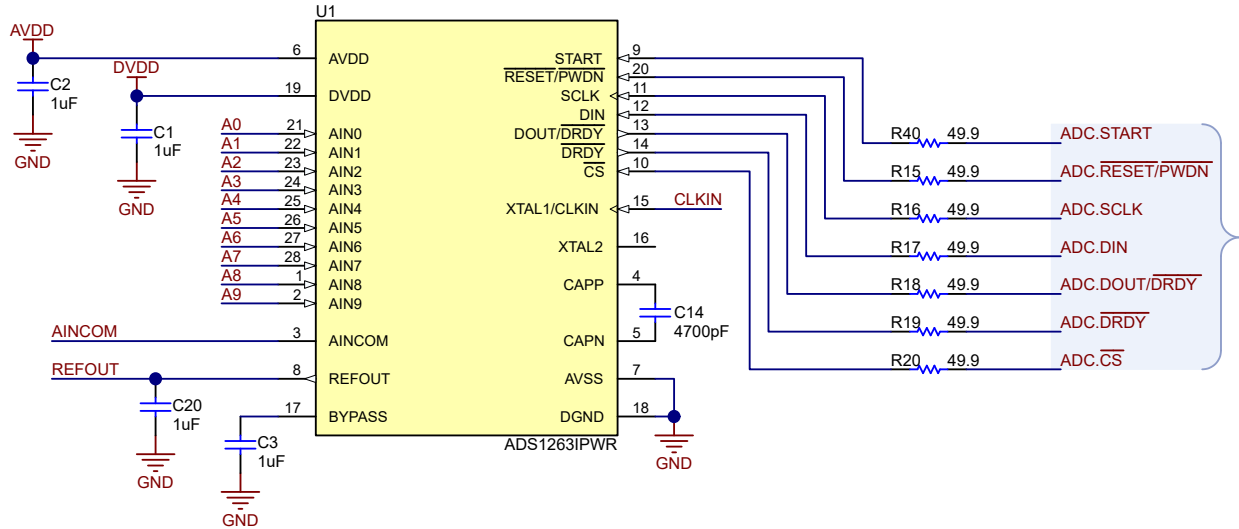 U1
AVDD
6 AVDD
START 9
C2
1uF
GND
DVDD
19 DVDD
C1
1uF
GND
RESET/PWDN 20
SCLK 11
DIN 12
DOUT/DRDY 13
DRDY 14
CS 10
A0 21 AIN0
A1 22 AIN1
A2 23 AIN2
A3 24 AIN3
A4 25 AIN4
A5 26 AIN5
A6 27 AIN6
A7 28 AIN7
A8 1 AIN8
A9 2 AIN9
XTAL1/CLKIN 15 CLKIN
XTAL2 16
CAPP 4
C14
4700pF
CAPN 5
AINCOM 3 AINCOM
REFOUT 8 REFOUT
AVSS 7
C20
1uF
GND
17 BYPASS
DGND 18
C3
1uF
GND
GND
ADS1263IPWR
R40 49.9 ADC.START
R15 49.9 ADC.RESET/PWDN
R16 49.9 ADC.SCLK
R17 49.9 ADC.DIN
R18 49.9 ADC.DOUT/DRDY
R19 49.9 ADC.DRDY
R20 49.9 ADC.CS